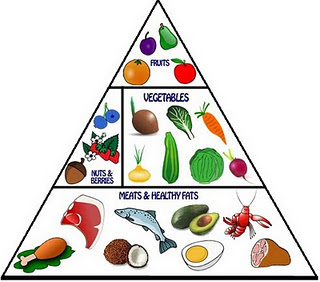 FRUITS
VEGETABLES
NUTS &
BERRIES
MEATS & HEALTHY FATS